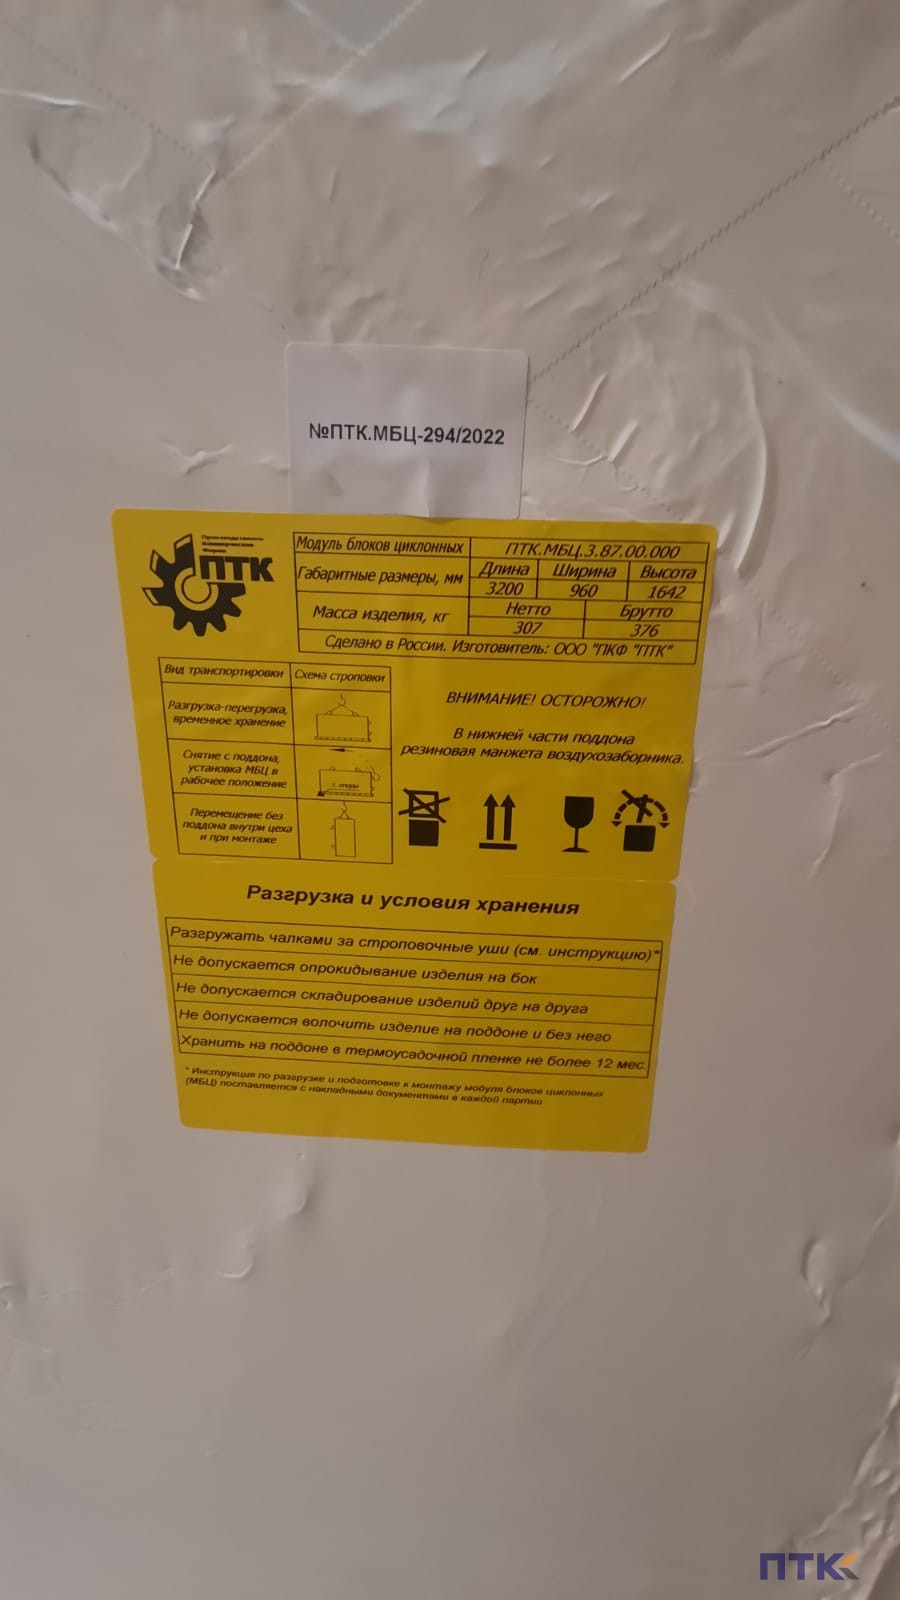 №ПТК.МБЦ-294/2022
Производственно
Коммерческая
Фирма
ПТК
Модуль блоков циклонных ПТК.МБЦ.3.87.00.000
Габаритные размеры, мм Длина Ширина Высота
3200 960 1642
Масса изделия, кг Нетто Брутто
307 376
Сделано в России. Изготовитель: ООО "ПКФ "ПТК"
Вид транспортировки Схема строповки
Разгрузка-перегрузка,
временное хранение
Снятие с поддона,
установка МБЦ в
рабочее положение
т. опоры
Перемещение без
поддона внутри цеха
и при монтаже
ВНИМАНИЕ! ОСТОРОЖНО!
В нижней части поддона
резиновая манжета воздухозаборника.
Разгрузка и условия хранения
Разгружать чалками за строповочные уши (см. инструкцию)*
Не допускается опрокидывание изделия на бок
Не допускается складирование изделий друг на друга
Не допускается волочить изделие на поддоне и без него
Хранить на поддоне в термоусадочной пленке не более 12 мес.
* Инструкция по разгрузке и подготовке к монтажу модуля блоков циклонных
(МБЦ) поставляется с накладными документами в каждой партии
ПТК